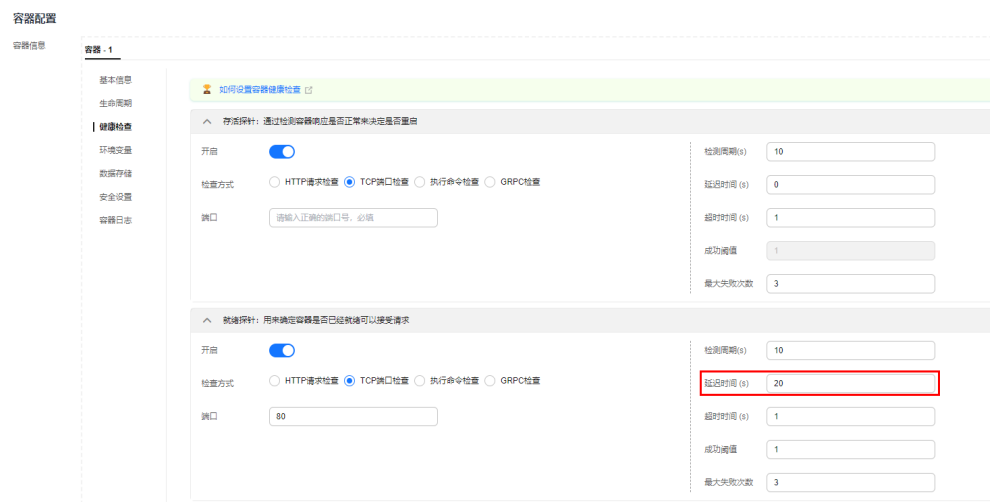 容器配置
容器信息
容器 - 1
基本信息
生命周期
健康检查
环境变量
数据存储
安全设置
容器日志
如何设置容器健康检查
存活探针：通过检测容器响应是否正常来决定是否重启
开启
检测周期(s) 10
检查方式 HTTP请求检查 TCP端口检查 执行命令检查 GRPC检查
延迟时间 (s) 0
端口 请输入正确的端口号，必填
超时时间 (s) 1
成功阈值 1
最大失败次数 3
就绪探针：用来确定容器是否已经就绪可以接受请求
开启
检测周期(s) 10
检查方式 HTTP请求检查 TCP端口检查 执行命令检查 GRPC检查
延迟时间 (s) 20
端口 80
超时时间 (s) 1
成功阈值 1
最大失败次数 3